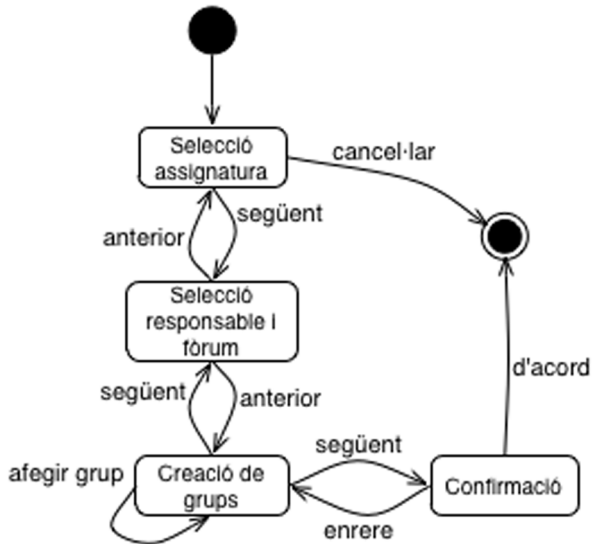 Selecció
assignatura
cancel·lar
anterior
següent
Selecció
responsable i
fòrum
següent
anterior
d'acord
afegir grup
Creació de
grups
següent
enrere
Confirmació